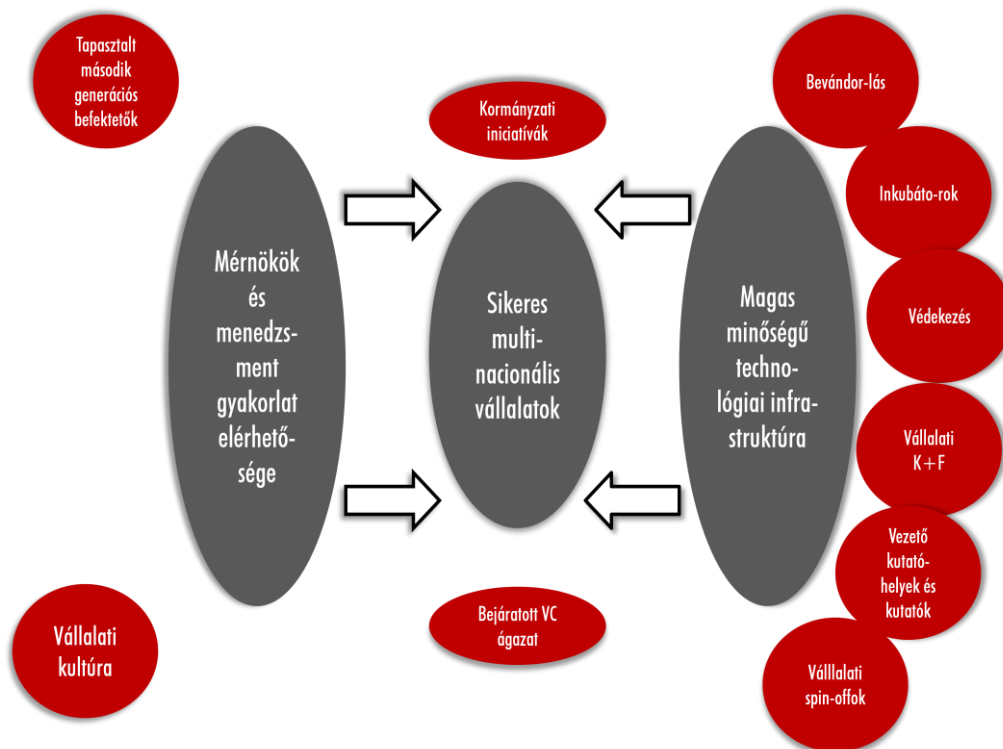 Tapasztalt
második
generációs
befektetők
Kormányzati
iniciatívák
Bevándor-lás
Inkubáto-rok
Védekezés
Vállalati
K+F
Vezető
kutató-
helyek és
kutatók
Válllalati
spin-offok
Mérnökök
és
menedzs-
ment
gyakorlat
elérhető-
sége
Sikeres
multi-
nacionális
vállalatok
Magas
minőségű
techno-
lógiai infra-
struktúra
Vállalati
kultúra
Bejáratott VC
ágazat